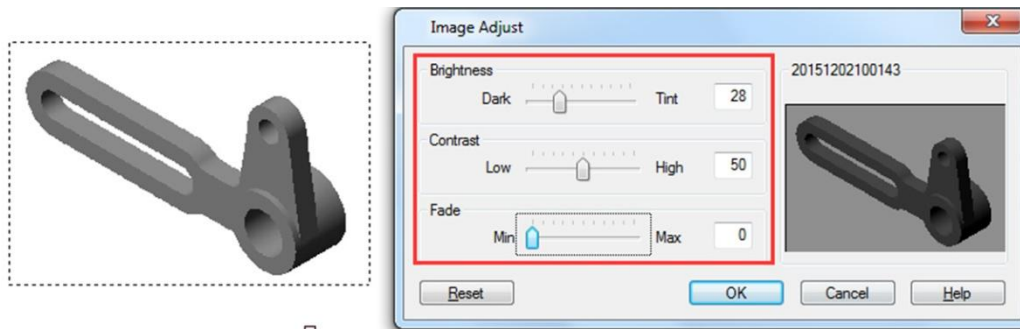 Image Adjust
Brightness
Dark Tint 28
Contrast
Low High 50
Fade
Min Max 0
20151202100143
Reset OK Cancel Help